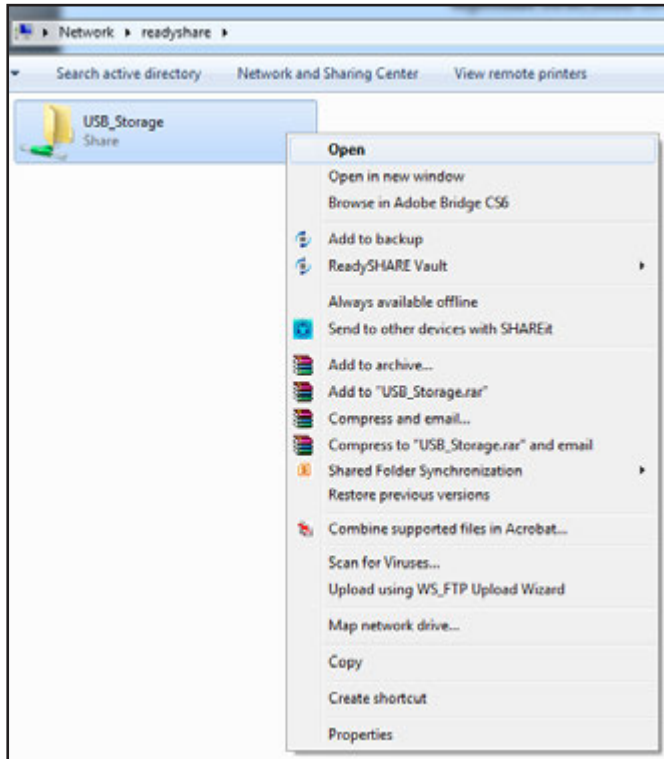 Network ▸ readyshare ▸
Search active directory Network and Sharing Center View remote printers
USB_Storage
Share
Open
Open in new window
Browse in Adobe Bridge CS6
Add to backup
ReadySHARE Vault
Always available offline
Send to other devices with SHAREit
Add to archive...
Add to "USB_Storage.rar"
Compress and email...
Compress to "USB_Storage.rar" and email
Shared Folder Synchronization
Restore previous versions
Combine supported files in Acrobat...
Scan for Viruses...
Upload using WS_FTP Upload Wizard
Map network drive...
Copy
Create shortcut
Properties